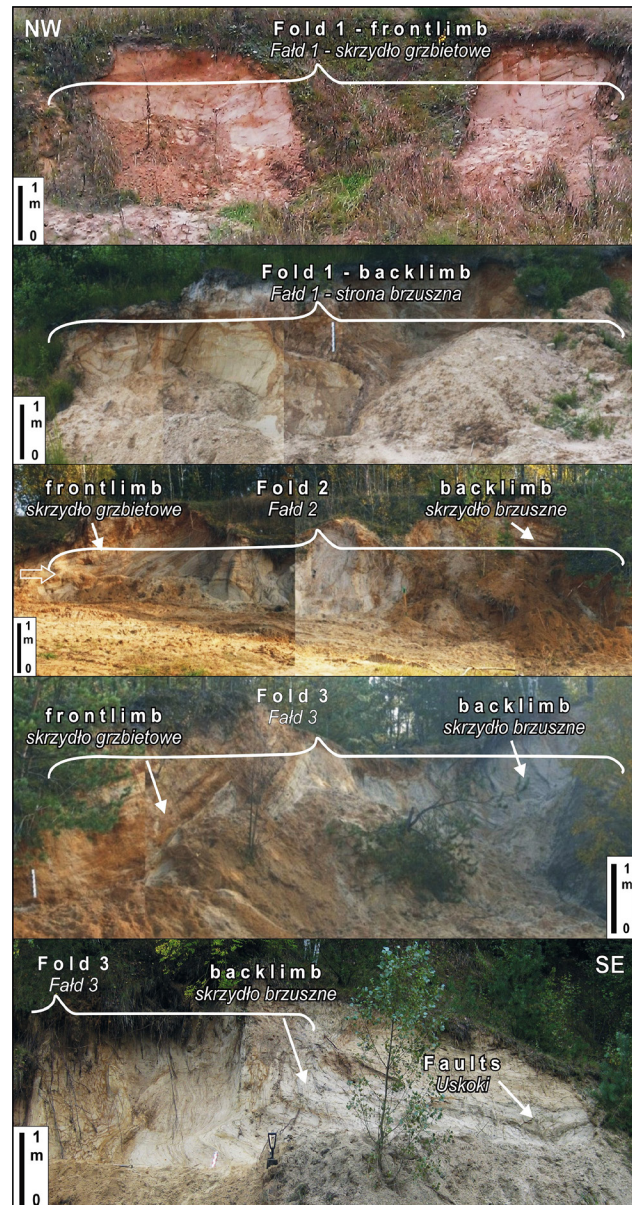 NW
Fold 1 - frontlimb
Fałd 1 - skrzydło grzbietowe
1
m
0
Fold 1 - backlimb
Fałd 1 - strona brzuszna
1
m
0
frontlimb
skrzydło grzbietowe
Fold 2
Fałd 2
backlimb
skrzydło brzuszne
1
m
0
Fold 3
Fałd 3
frontlimb
skrzydło grzbietowe
backlimb
skrzydło brzuszne
1
m
0
Fold 3
Fałd 3
backlimb
skrzydło brzuszne
SE
Faults
Uskoki
1
m
0